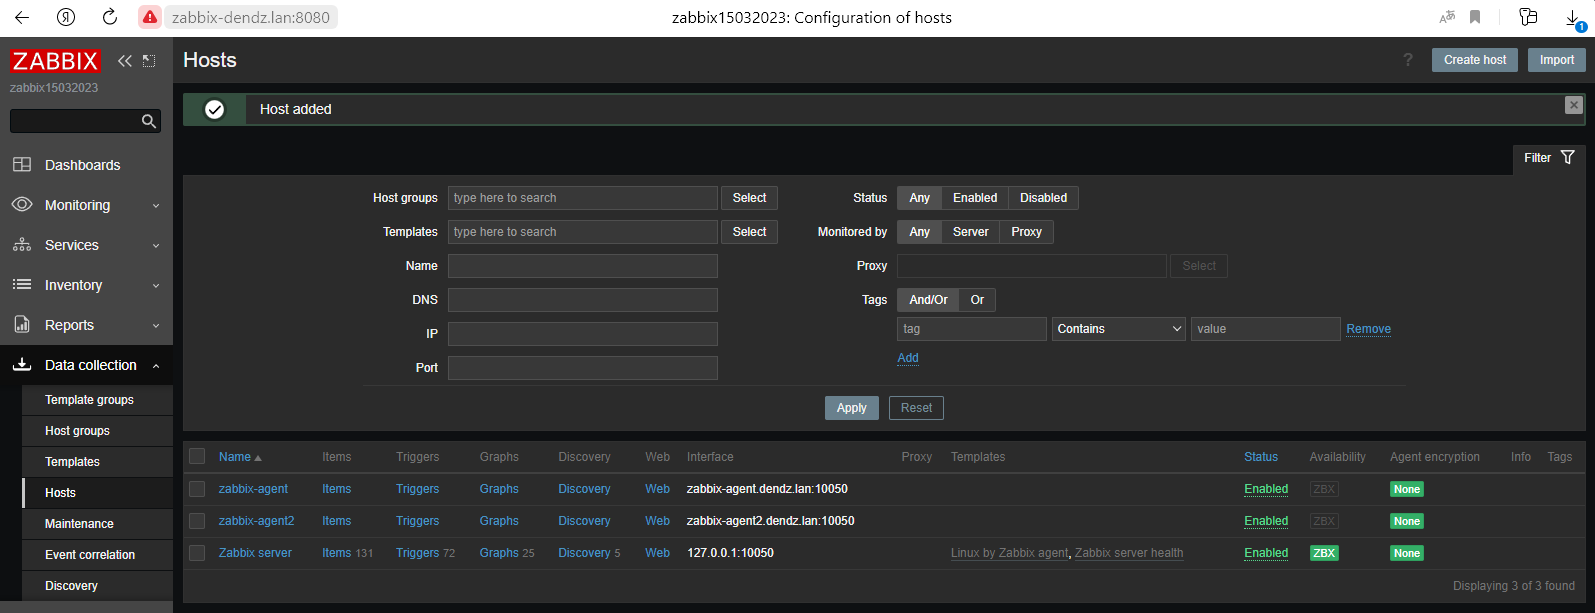 zabbix-dendz.lan:8080 zabbix15032023: Configuration of hosts 1
ZABBIX
zabbix15032023
Hosts ? Create host Import
Host added
Dashboards
Monitoring
Services
Inventory
Reports
Data collection
Template groups
Host groups
Templates
Hosts
Maintenance
Event correlation
Discovery
Filter
Host groups type here to search Select Status Any Enabled Disabled
Templates type here to search Select Monitored by Any Server Proxy
Name Proxy Select
DNS Tags And/Or Or
IP tag Contains value Remove
Port Add
Apply Reset
Name Items Triggers Graphs Discovery Web Interface Proxy Templates Status Availability Agent encryption Info Tags
zabbix-agent Items Triggers Graphs Discovery Web zabbix-agent.dendz.lan:10050 Enabled ZBX None
zabbix-agent2 Items Triggers Graphs Discovery Web zabbix-agent2.dendz.lan:10050 Enabled ZBX None
Zabbix server Items 131 Triggers 72 Graphs 25 Discovery 5 Web 127.0.0.1:10050 Linux by Zabbix agent, Zabbix server health Enabled ZBX None
Displaying 3 of 3 found